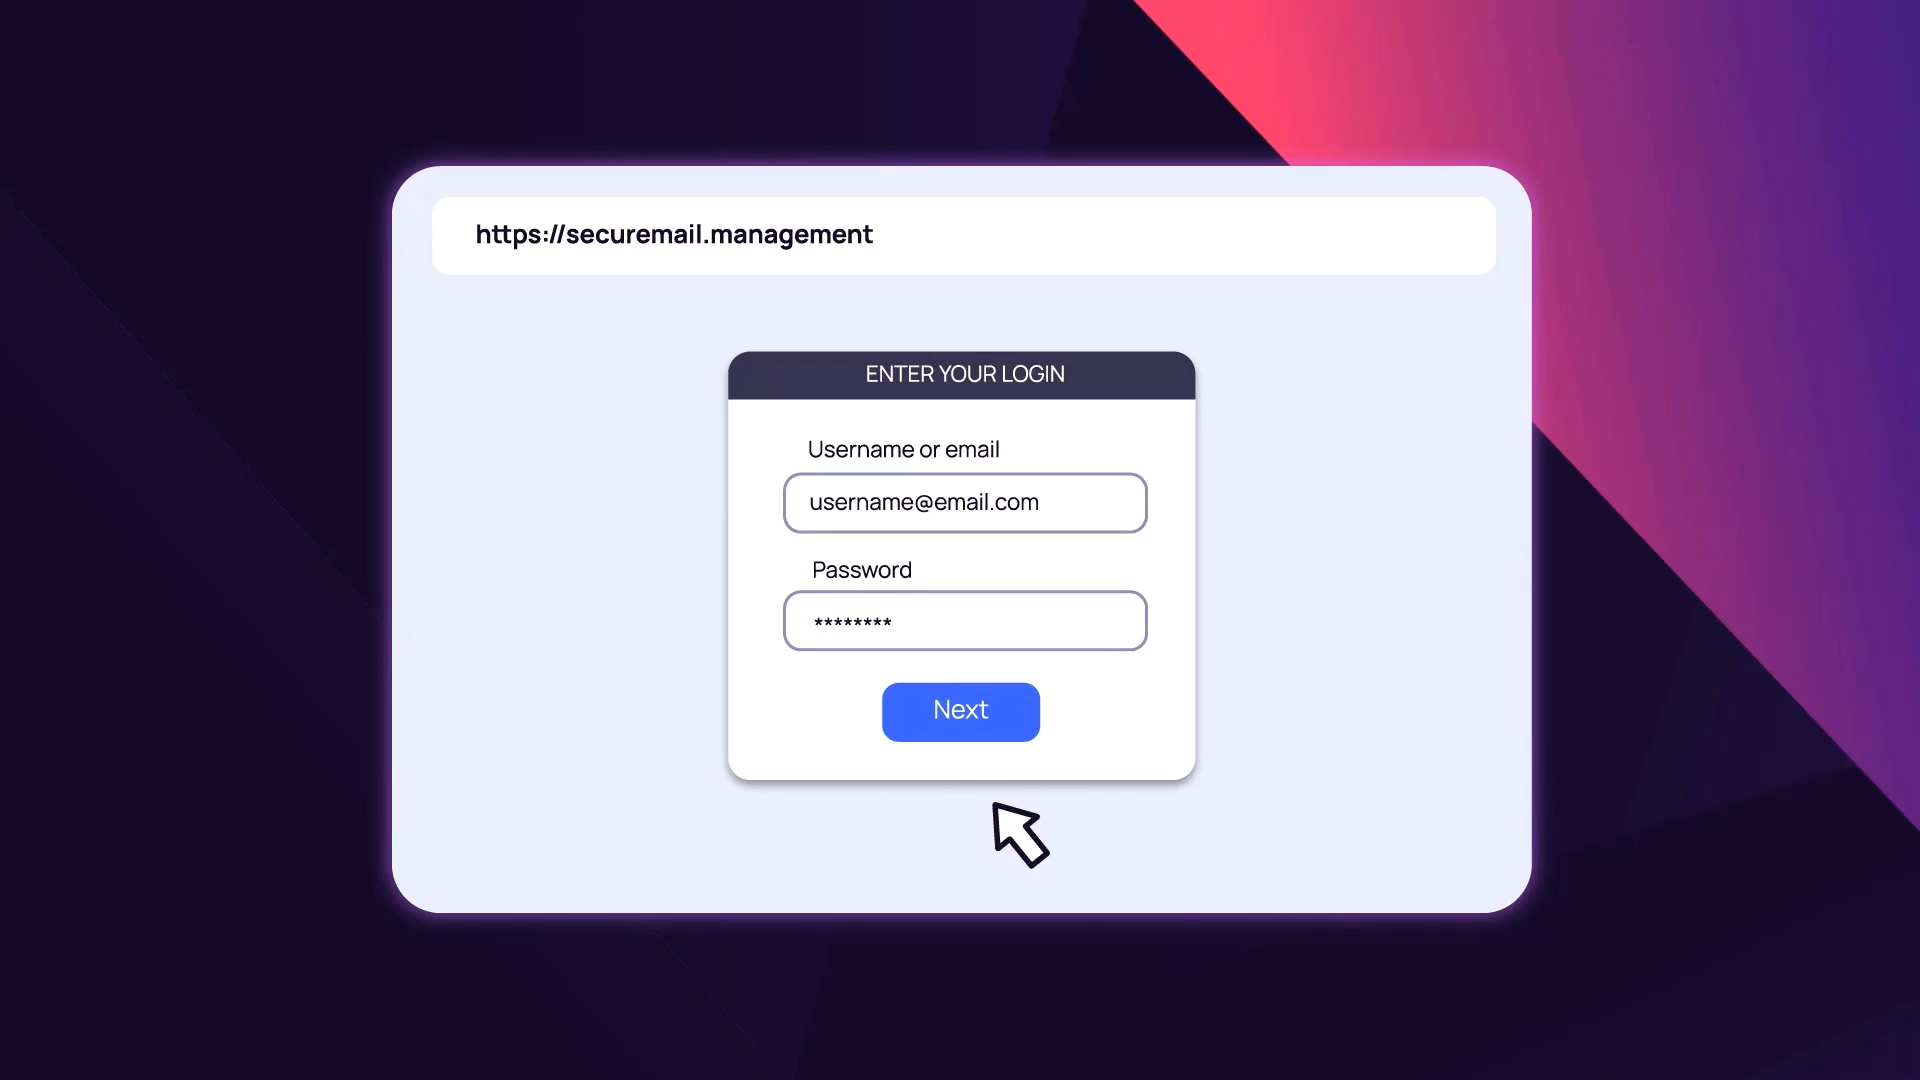 https://securemail.management
ENTER YOUR LOGIN
Username or email
username@email.com
Password
********
Next